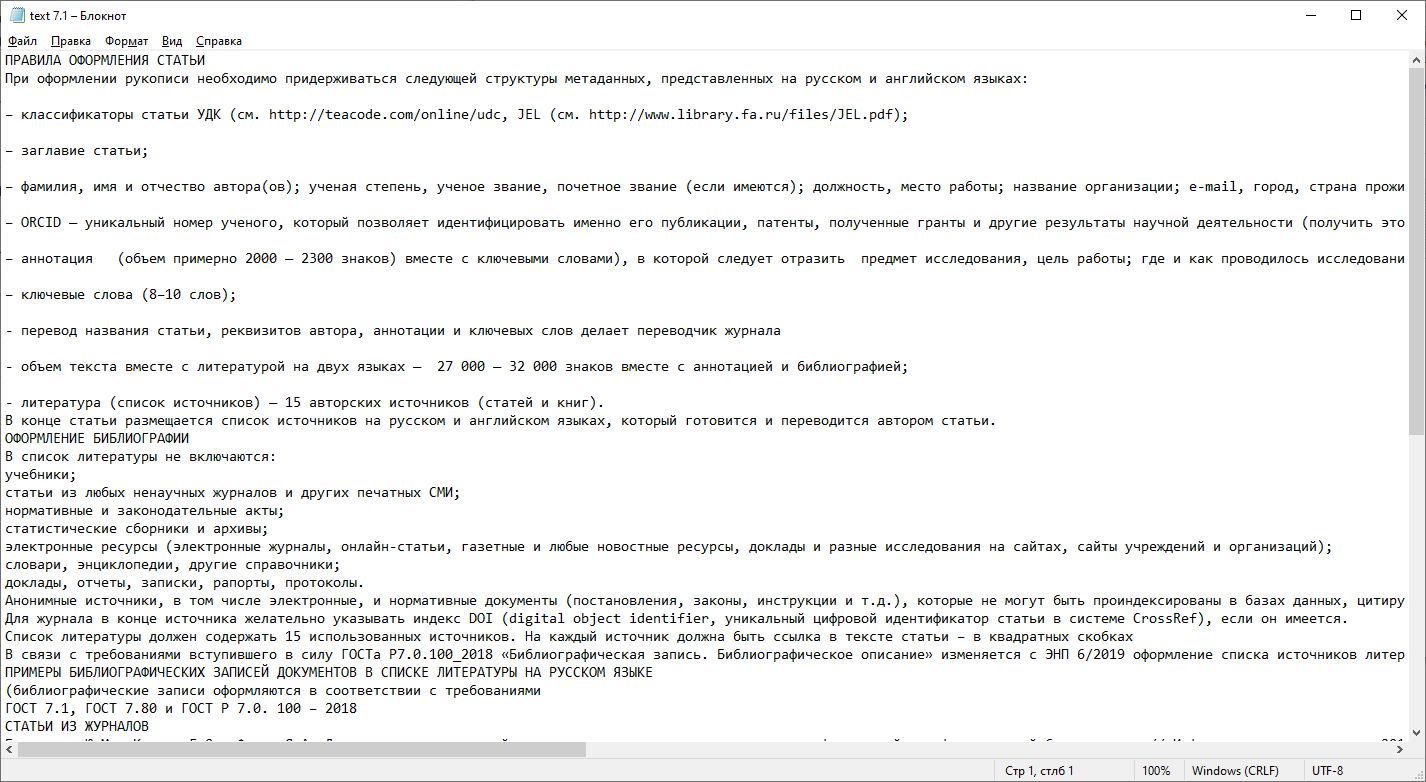 text 7.1 – Блокнот
Файл Правка Формат Вид Справка
ПРАВИЛА ОФОРМЛЕНИЯ СТАТЬИ
При оформлении рукописи необходимо придерживаться следующей структуры метаданных, представленных на русском и английском языках:
– классификаторы статьи УДК (см. http://teacode.com/online/udc, JEL (см. http://www.library.fa.ru/files/JEL.pdf);
– заглавие статьи;
– фамилия, имя и отчество автора(ов); ученая степень, ученое звание, почетное звание (если имеются); должность, место работы; название организации; e-mail, город, страна прожи
– ORCID – уникальный номер ученого, который позволяет идентифицировать именно его публикации, патенты, полученные гранты и другие результаты научной деятельности (получить это
– аннотация   (объем примерно 2000 – 2300 знаков) вместе с ключевыми словами), в которой следует отразить  предмет исследования, цель работы; где и как проводилось исследовани
– ключевые слова (8–10 слов);
- перевод названия статьи, реквизитов автора, аннотации и ключевых слов делает переводчик журнала
- объем текста вместе с литературой на двух языках –  27 000 – 32 000 знаков вместе с аннотацией и библиографией;
- литература (список источников) – 15 авторских источников (статей и книг).
В конце статьи размещается список источников на русском и английском языках, который готовится и переводится автором статьи.
ОФОРМЛЕНИЕ БИБЛИОГРАФИИ
В список литературы не включаются:
учебники;
статьи из любых ненаучных журналов и других печатных СМИ;
нормативные и законодательные акты;
статистические сборники и архивы;
электронные ресурсы (электронные журналы, онлайн-статьи, газетные и любые новостные ресурсы, доклады и разные исследования на сайтах, сайты учреждений и организаций);
словари, энциклопедии, другие справочники;
доклады, отчеты, записки, рапорты, протоколы.
Анонимные источники, в том числе электронные, и нормативные документы (постановления, законы, инструкции и т.д.), которые не могут быть проиндексированы в базах данных, цитиру
Для журнала в конце источника желательно указывать индекс DOI (digital object identifier, уникальный цифровой идентификатор статьи в системе CrossRef), если он имеется.
Список литературы должен содержать 15 использованных источников. На каждый источник должна быть ссылка в тексте статьи – в квадратных скобках
В связи с требованиями вступившего в силу ГОСТа Р7.0.100_2018 «Библиографическая запись. Библиографическое описание» изменяется с ЭНП 6/2019 оформление списка источников литер
ПРИМЕРЫ БИБЛИОГРАФИЧЕСКИХ ЗАПИСЕЙ ДОКУМЕНТОВ В СПИСКЕ ЛИТЕРАТУРЫ НА РУССКОМ ЯЗЫКЕ
(библиографические записи оформляются в соответствии с требованиями
ГОСТ 7.1, ГОСТ 7.80 и ГОСТ Р 7.0. 100 – 2018
СТАТЬИ ИЗ ЖУРНАЛОВ
Стр 1, стлб 1 100% Windows (CRLF) UTF-8